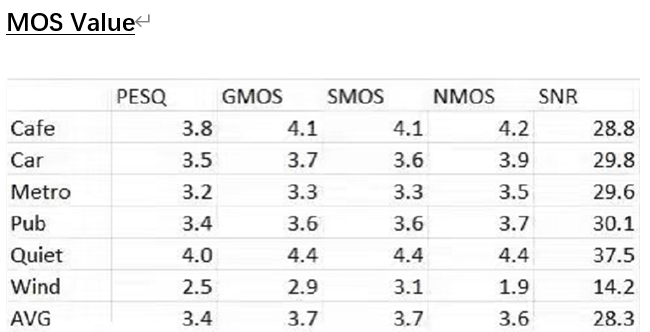 MOS Value↵
PESQ GMOS SMOS NMOS SNR
Cafe 3.8 4.1 4.1 4.2 28.8
Car 3.5 3.7 3.6 3.9 29.8
Metro 3.2 3.3 3.3 3.5 29.6
Pub 3.4 3.6 3.6 3.7 30.1
Quiet 4.0 4.4 4.4 4.4 37.5
Wind 2.5 2.9 3.1 1.9 14.2
AVG 3.4 3.7 3.7 3.6 28.3